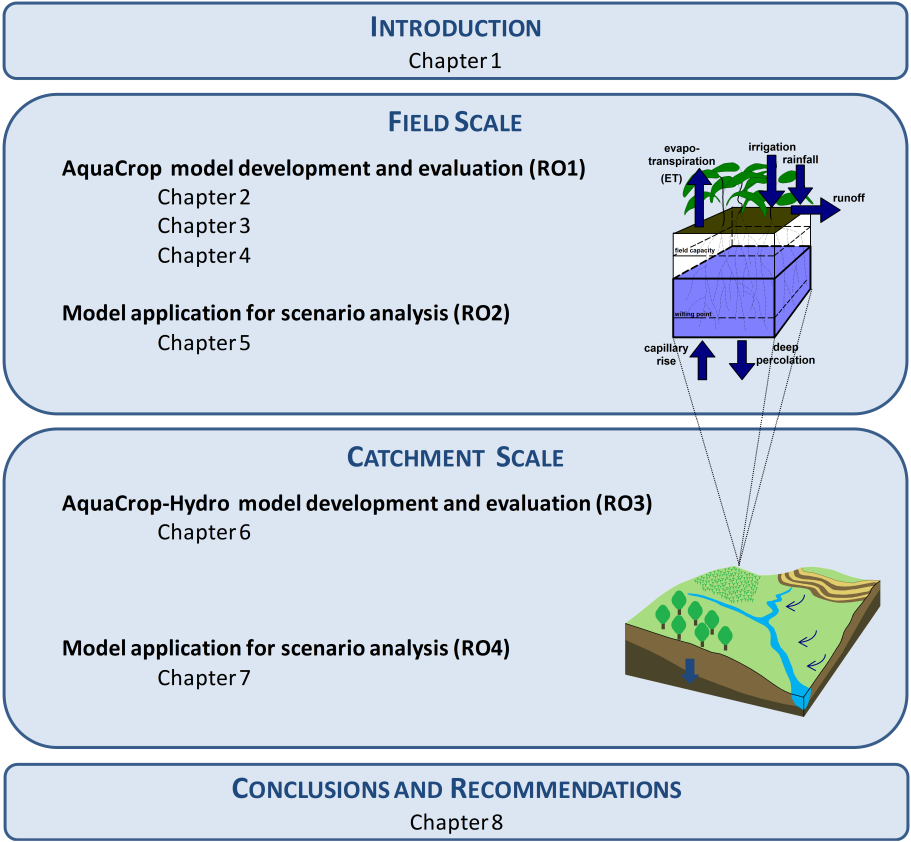 INTRODUCTION
Chapter 1
FIELD SCALE
AquaCrop model development and evaluation (RO1)
Chapter 2
Chapter 3
Chapter 4
Model application for scenario analysis (RO2)
Chapter 5
evapo-
transpiration
(ET)
irrigation
rainfall
runoff
field capacity
wilting point
capillary
rise
deep
percolation
CATCHMENT SCALE
AquaCrop-Hydro model development and evaluation (RO3)
Chapter 6
Model application for scenario analysis (RO4)
Chapter 7
CONCLUSIONS AND RECOMMENDATIONS
Chapter 8